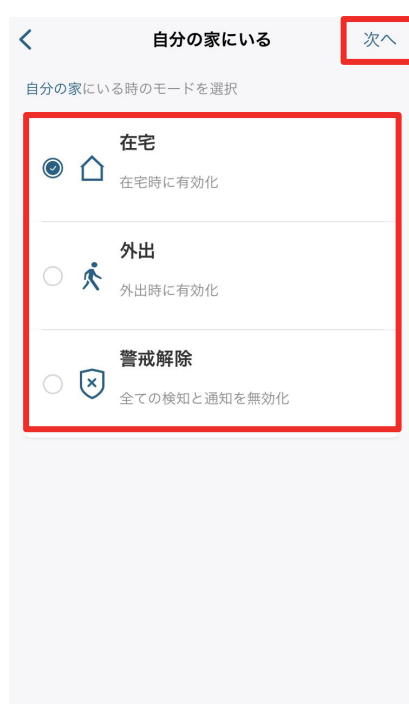 自分の家にいる
次へ
自分の家にいる時のモードを選択
在宅
在宅時に有効化
外出
外出時に有効化
警戒解除
全ての検知と通知を無効化